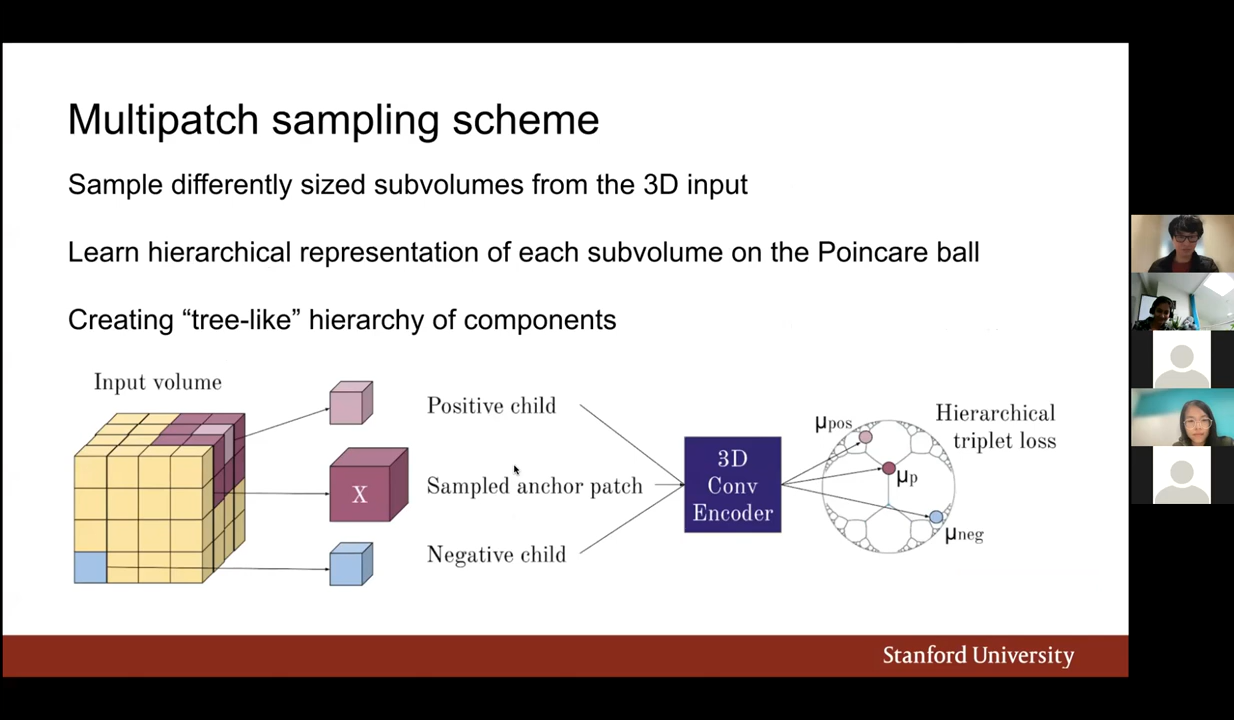 Multipatch sampling scheme
Sample differently sized subvolumes from the 3D input
Learn hierarchical representation of each subvolume on the Poincare ball
Creating “tree-like” hierarchy of components
Input volume
Positive child
X
Sampled anchor patch
Negative child
3D
Conv
Encoder
μpos
μp
μneg
Hierarchical
triplet loss
Stanford University